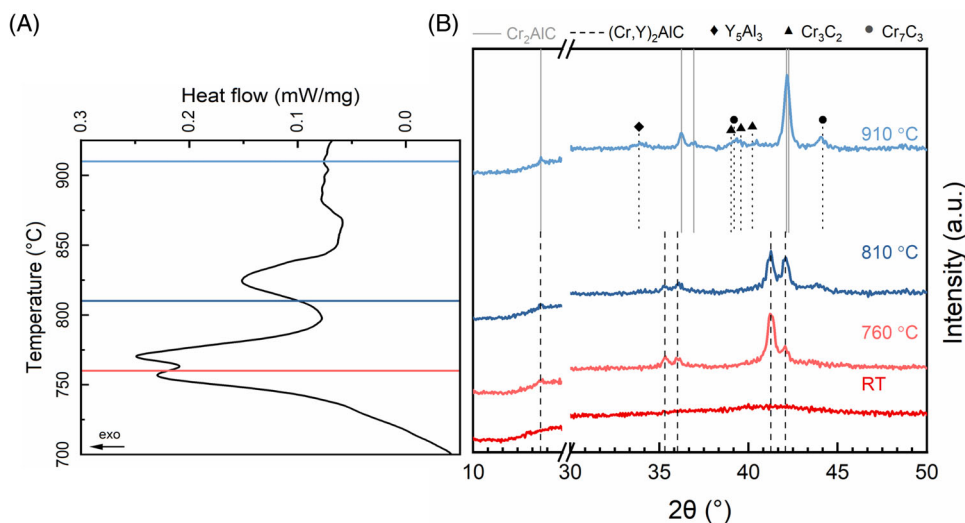 (A)
Heat flow (mW/mg)
0.3 0.2 0.1 0.0
Temperature (°C)
900
850
800
750
700
exo
(B)
Cr₂AlC (Cr,Y)₂AlC Y₅Al₃ Cr₃C₂ Cr₇C₃
910 °C
810 °C
760 °C
RT
Intensity (a.u.)
10 30 35 40 45 50
2θ (°)